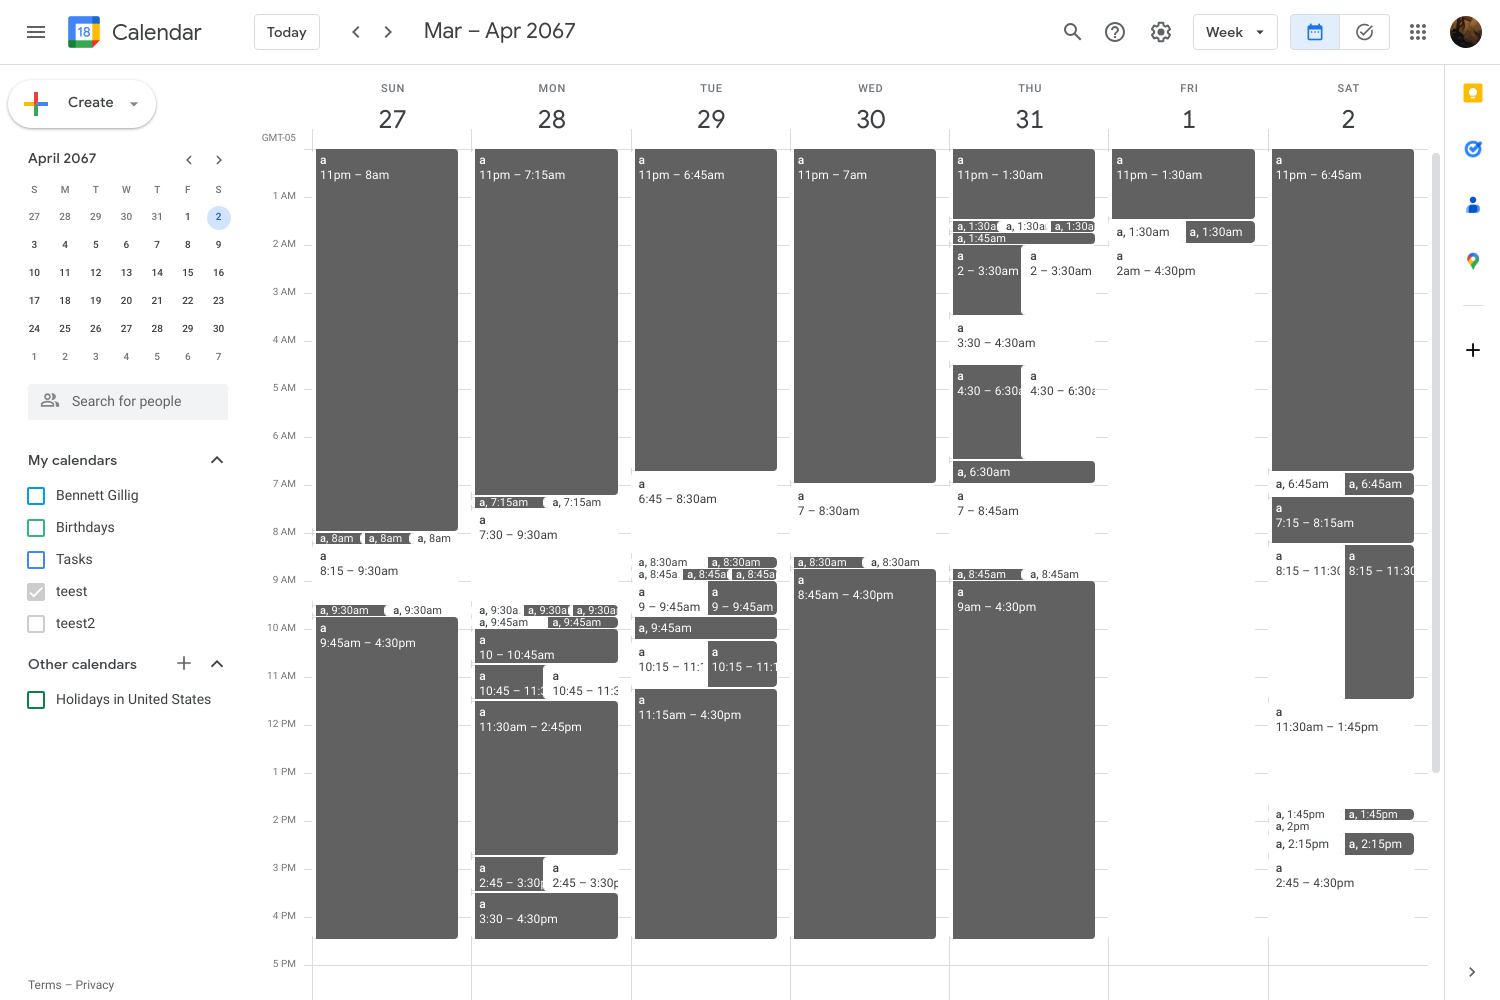 18 Calendar
Today
Mar – Apr 2067
Week
Create
April 2067
S M T W T F S
27 28 29 30 31 1 2
3 4 5 6 7 8 9
10 11 12 13 14 15 16
17 18 19 20 21 22 23
24 25 26 27 28 29 30
1 2 3 4 5 6 7
Search for people
My calendars
Bennett Gillig
Birthdays
Tasks
teest
teest2
Other calendars
Holidays in United States
Terms – Privacy
GMT-05
1 AM
2 AM
3 AM
4 AM
5 AM
6 AM
7 AM
8 AM
9 AM
10 AM
11 AM
12 PM
1 PM
2 PM
3 PM
4 PM
5 PM
SUN
27
a
11pm – 8am
a, 8am
a, 8am
a, 8am
a
8:15 – 9:30am
a, 9:30am
a, 9:30am
a
9:45am – 4:30pm
MON
28
a
11pm – 7:15am
a, 7:15am
a, 7:15am
a
7:30 – 9:30am
a, 9:30a
a, 9:30a
a, 9:30a
a, 9:45am
a, 9:45am
a
10 – 10:45am
a
10:45 – 11:3
a
10:45 – 11:3
a
11:30am – 2:45pm
a
2:45 – 3:30p
a
2:45 – 3:30p
a
3:30 – 4:30pm
TUE
29
a
11pm – 6:45am
a
6:45 – 8:30am
a, 8:30am
a, 8:30am
a, 8:45a
a, 8:45a
a, 8:45a
a
9 – 9:45am
a
9 – 9:45am
a, 9:45am
a
10:15 – 11:1
a
10:15 – 11:1
a
11:15am – 4:30pm
WED
30
a
11pm – 7am
a
7 – 8:30am
a, 8:30am
a, 8:30am
a
8:45am – 4:30pm
THU
31
a
11pm – 1:30am
a, 1:30a
a, 1:30a
a, 1:30a
a, 1:45am
a
2 – 3:30am
a
2 – 3:30am
a
3:30 – 4:30am
a
4:30 – 6:30a
a
4:30 – 6:30a
a, 6:30am
a
7 – 8:45am
a, 8:45am
a, 8:45am
a
9am – 4:30pm
FRI
1
a
11pm – 1:30am
a, 1:30am
a, 1:30am
a
2am – 4:30pm
SAT
2
a
11pm – 6:45am
a, 6:45am
a, 6:45am
a
7:15 – 8:15am
a
8:15 – 11:30
a
8:15 – 11:30
a
11:30am – 1:45pm
a, 1:45pm
a, 1:45pm
a, 2pm
a, 2:15pm
a, 2:15pm
a
2:45 – 4:30pm